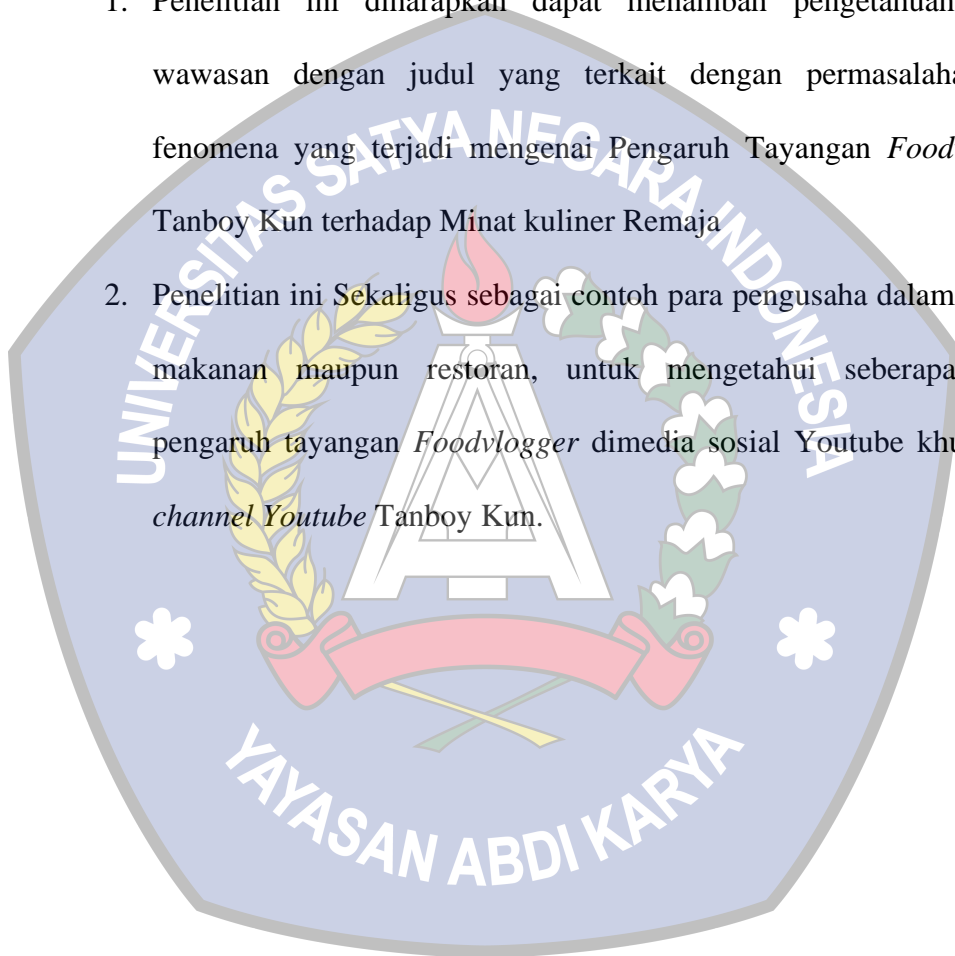 1. Penelitian ini diharapkan dapat menambah pengetahuan
wawasan dengan judul yang terkait dengan
fenomena yang terjadi mengenai Pengaruh Tayangan Food
Tanboy Kun terhadap Minat kuliner Remaja
2. Penelitian ini Sekaligus sebagai contoh para pengusaha dalam
makanan maupun restoran, untuk mengetahui seberapa
pengaruh tayangan Foodvlogger dimedia sosial Youtube
channel Youtube Tanboy Kun.
UNIVERSITAS SATYA NEGARA INDONESIA
YAYASAN ABDI KARYA